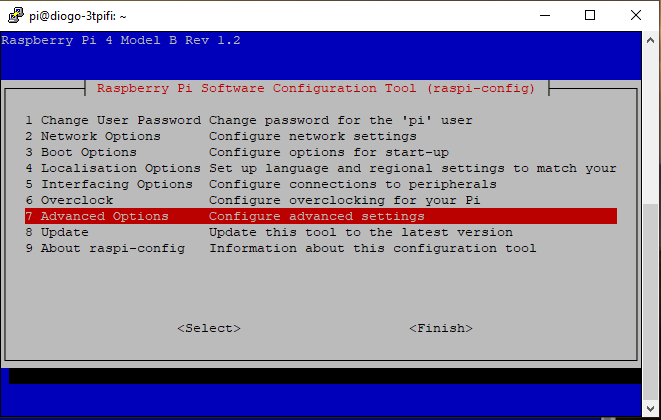 pi@diogo-3tpifi: ~
Raspberry Pi 4 Model B Rev 1.2
Raspberry Pi Software Configuration Tool (raspi-config)
1 Change User Password Change password for the 'pi' user
2 Network Options Configure network settings
3 Boot Options Configure options for start-up
4 Localisation Options Set up language and regional settings to match your
5 Interfacing Options Configure connections to peripherals
6 Overclock Configure overclocking for your Pi
7 Advanced Options Configure advanced settings
8 Update Update this tool to the latest version
9 About raspi-config Information about this configuration tool
<Select> <Finish>